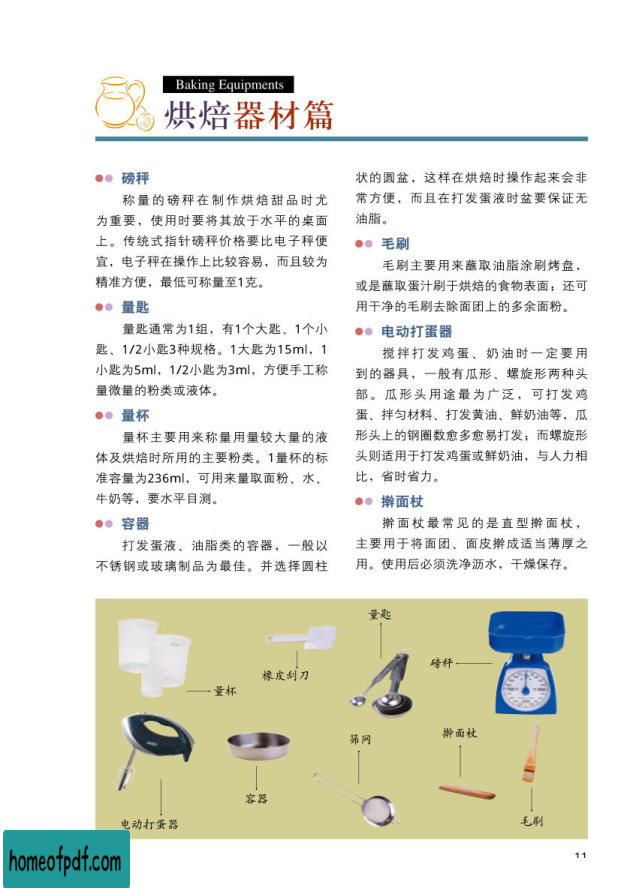 Baking Equipments
烘焙器材篇
磅秤
称量的磅秤在制作烘焙甜品时尤
为重要，使用时要将其放于水平的桌面
上。传统式指针磅秤价格要比电子秤便
宜，电子秤在操作上比较容易，而且较为
精准方便，最低可称量至1克。
量匙
量匙通常为1组，有1个大匙、1个小
匙、1/2小匙3种规格。1大匙为15ml，1
小匙为5ml，1/2小匙为3ml，方便手工称
量微量的粉类或液体。
量杯
量杯主要用来称量用量较大量的液
体及烘焙时所用的主要粉类。1量杯的标
准容量为236ml，可用来量取面粉、水、
牛奶等，要水平目测。
容器
打发蛋液、油脂类的容器，一般以
不锈钢或玻璃制品为最佳。并选择圆柱
状的圆盆，这样在烘焙时操作起来会非
常方便，而且在打发蛋液时盆要保证无
油脂。
毛刷
毛刷主要用来蘸取油脂涂刷烤盘，
或是蘸取蛋汁刷于烘焙的食物表面；还可
用干净的毛刷去除面团上的多余面粉。
电动打蛋器
搅拌打发鸡蛋、奶油时一定要用
到的器具，一般有瓜形、螺旋形两种头
部。瓜形头用途最为广泛，可打发鸡
蛋、拌匀材料、打发黄油、鲜奶油等，瓜
形头上的钢圈数愈多愈易打发；而螺旋形
头则适用于打发鸡蛋或鲜奶油，与人力相
比，省时省力。
擀面杖
擀面杖最常见的是直型擀面杖，
主要用于将面团、面皮擀成适当薄厚之
用。使用后必须洗净沥水，干燥保存。
量匙
橡皮刮刀
磅秤
量杯
筛网
擀面杖
容器
电动打蛋器
毛刷
11
homeofpdf.com